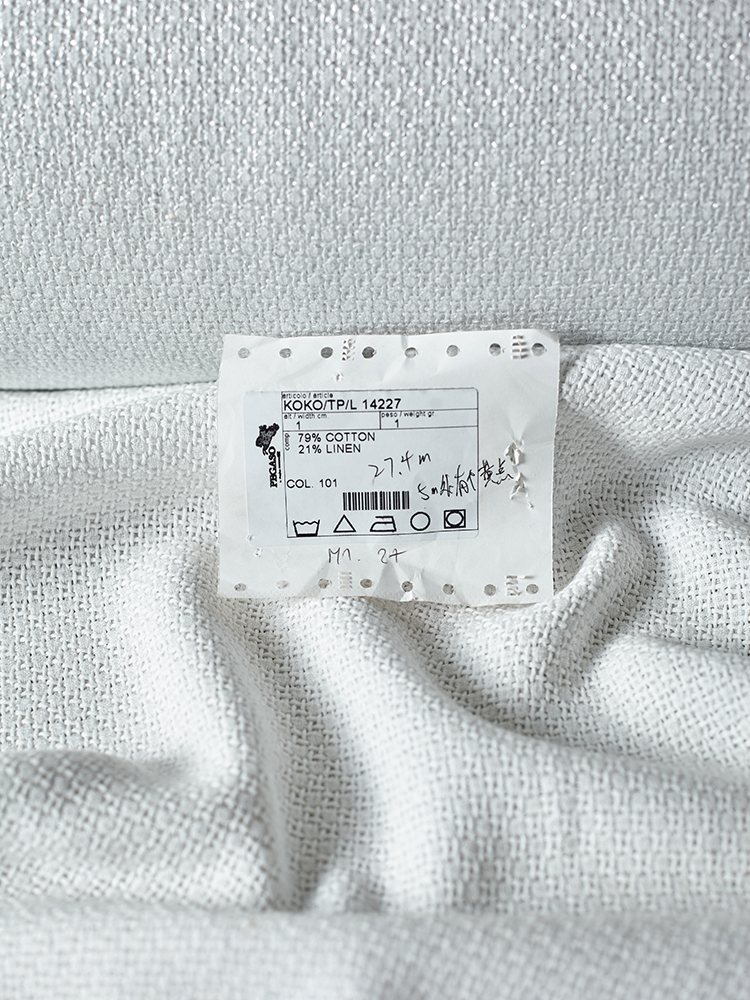 articolo / article
KOKO/TP/L 14227
alt / width cm
peso / weight gr
1
1
comp
79% COTTON
21% LINEN
PEGASO
27.4m
COL. 101
5m处有个黄点
M1. 27